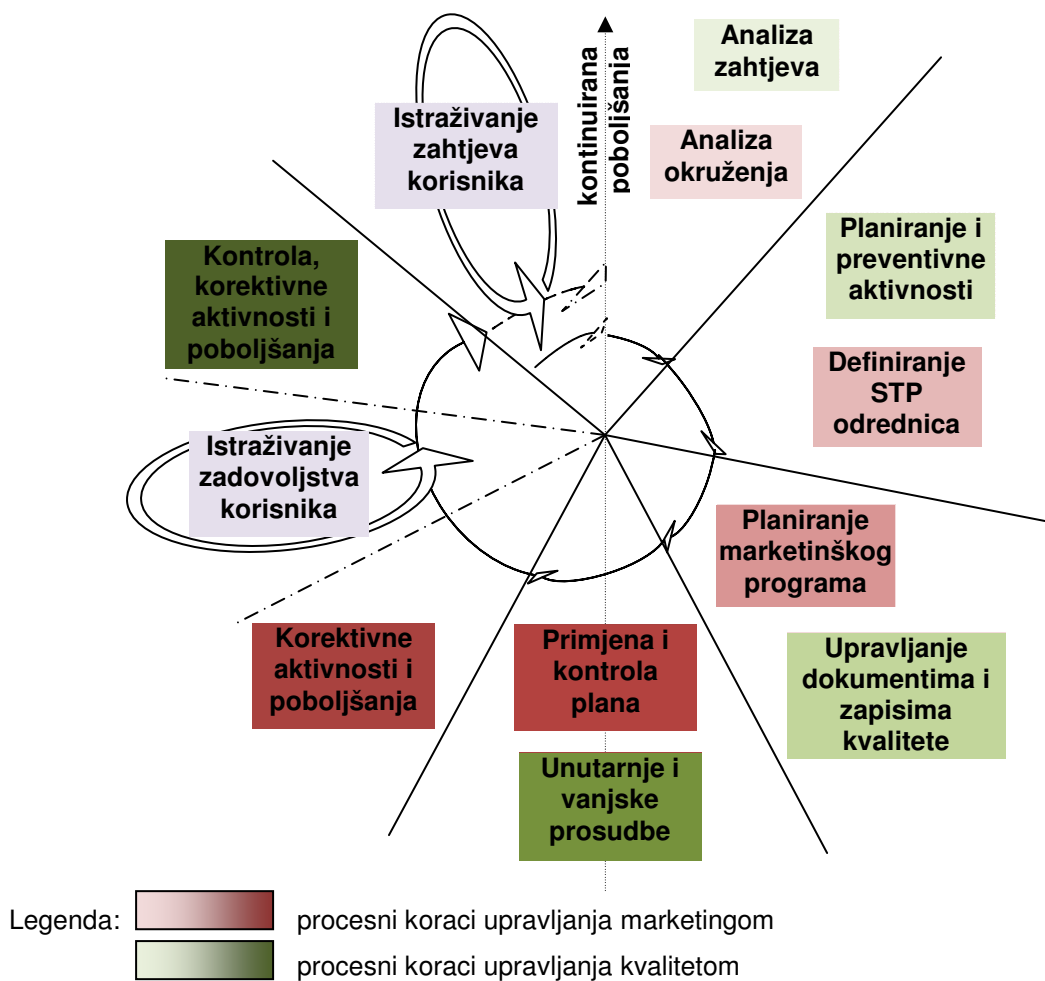 Analiza
zahtjeva
kontinuirana
poboljšanja
Istraživanje
zahtjeva
korisnika
Analiza
okruženja
Planiranje i
preventivne
aktivnosti
Kontrola,
korektivne
aktivnosti i
poboljšanja
Definiranje
STP
odrednica
Istraživanje
zadovoljstva
korisnika
Planiranje
marketinškog
programa
Korektivne
aktivnosti i
poboljšanja
Primjena i
kontrola
plana
Upravljanje
dokumentima i
zapisima
kvalitete
Unutarnje i
vanjske
prosudbe
Legenda:
procesni koraci upravljanja marketingom
procesni koraci upravljanja kvalitetom